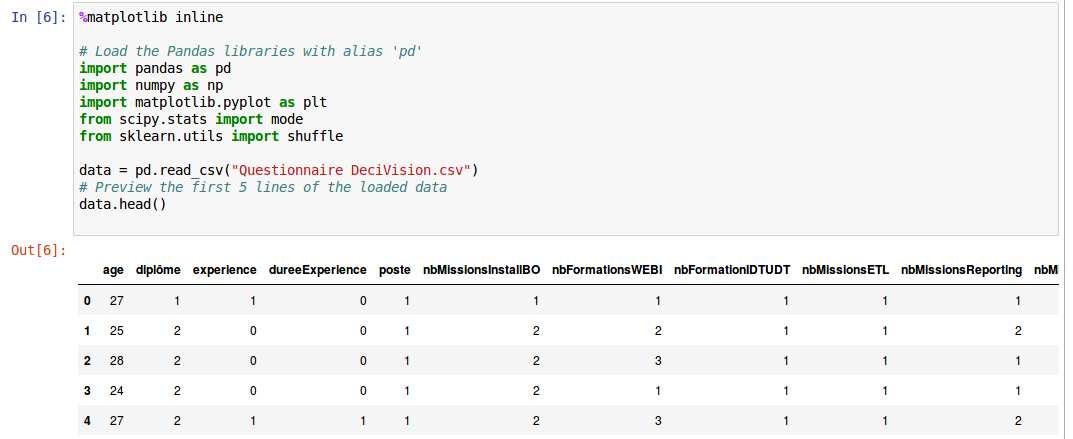 In [6]: %matplotlib inline
# Load the Pandas libraries with alias 'pd'
import pandas as pd
import numpy as np
import matplotlib.pyplot as plt
from scipy.stats import mode
from sklearn.utils import shuffle
data = pd.read_csv("Questionnaire DeciVision.csv")
# Preview the first 5 lines of the loaded data
data.head()
Out[6]:
age diplôme experience dureeExperience poste nbMissionsInstallBO nbFormationsWEBI nbFormationIDTUDT nbMissionsETL nbMissionsReporting nbMi
0 27 1 1 0 1 1 1 1 1 1
1 25 2 0 0 1 2 2 1 1 2
2 28 2 0 0 1 2 3 1 1 1
3 24 2 0 0 1 2 1 1 1 1
4 27 2 1 1 1 2 3 1 1 2